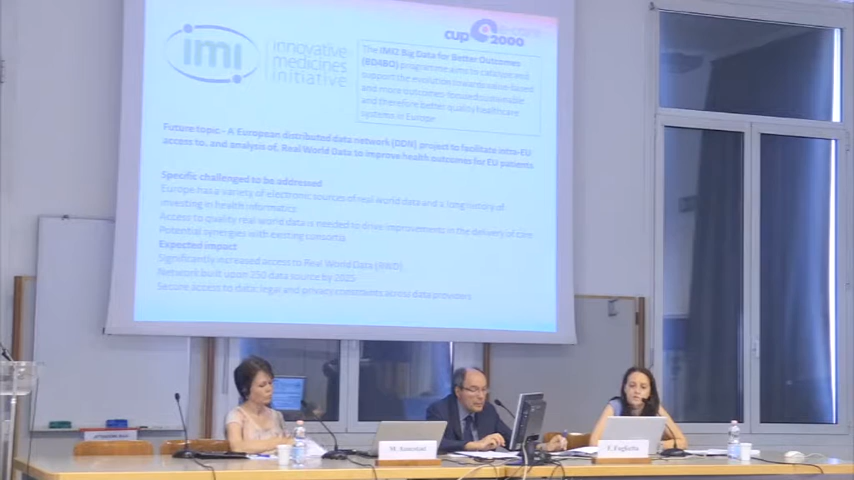 cup 2000
imi
innovative
medicines
initiative
The IMI2 Big Data for Better Outcomes
(BD4BO) programme aims to catalyze and
support the evolution towards value-based
and more outcomes-focused sustainable
and therefore better quality healthcare
systems in Europe.
Future topic - A European distributed data network (DDN) project to facilitate intra-EU
access to, and analysis of, Real World Data to improve health outcomes for EU patients
Specific challenged to be addressed
Europe has a variety of electronic sources of real world data and a long history of
investing in health informatics
Access to quality real world data is needed to drive improvements in the delivery of care
Potential synergies with existing consortia
Expected impact
Significantly increased access to Real World Data (RWD)
Network built upon 250 data source by 2025
Secure access to data: legal and privacy constraints across data providers
F. Foglietta